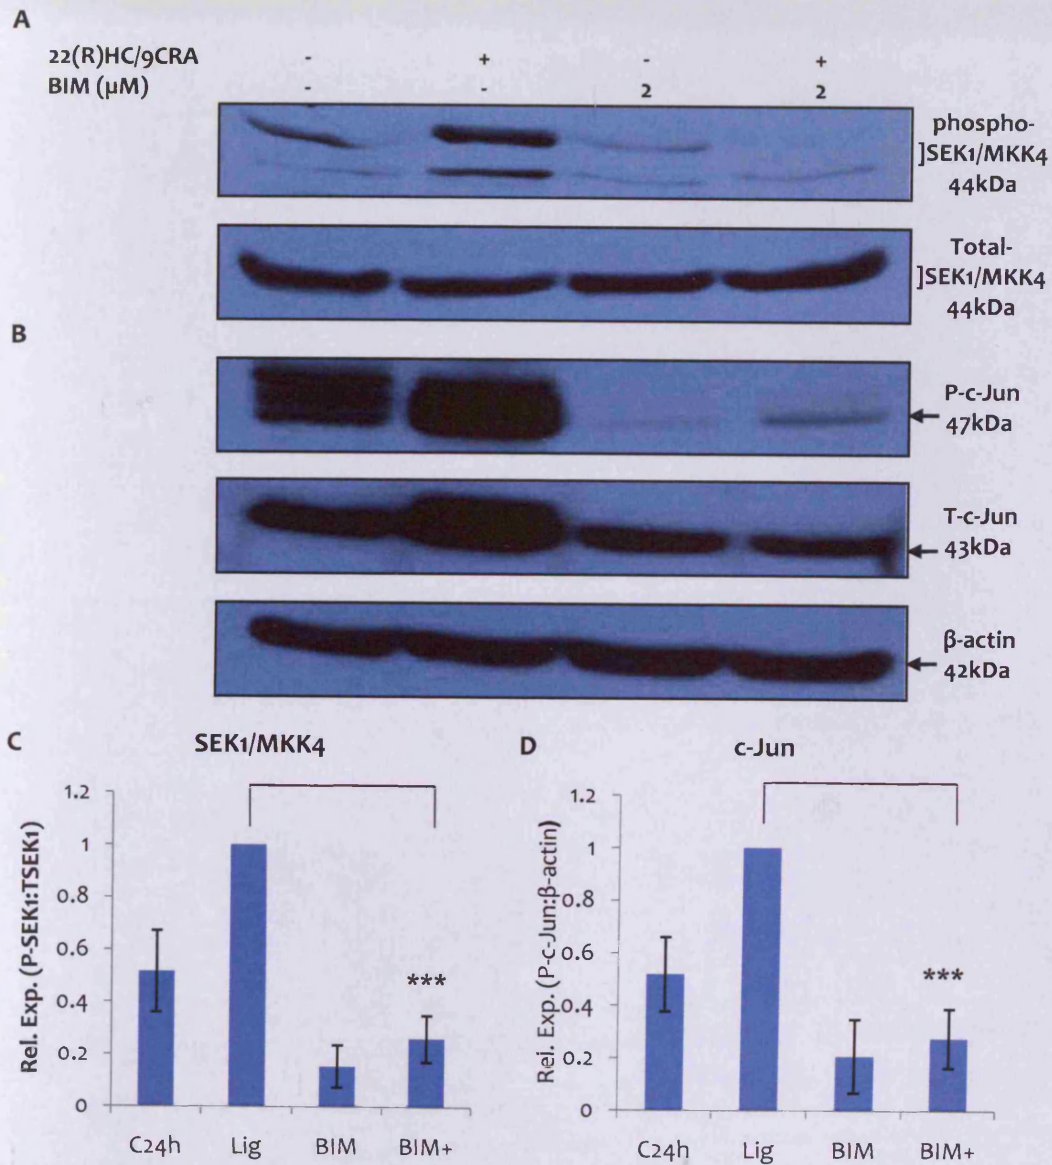 A
22(R)HC/9CRA - + - +
BIM (µM) - - 2 2
phospho-
]SEK1/MKK4
44kDa
Total-
]SEK1/MKK4
44kDa
B
P-c-Jun
47kDa
T-c-Jun
43kDa
β-actin
42kDa
C
SEK1/MKK4
Rel. Exp. (P-SEK1:TSEK1)
1.2
1
0.8
0.6
0.4
0.2
0
***
C24h Lig BIM BIM+
D
c-Jun
Rel. Exp. (P-c-Jun:β-actin)
1.2
1
0.8
0.6
0.4
0.2
0
***
C24h Lig BIM BIM+